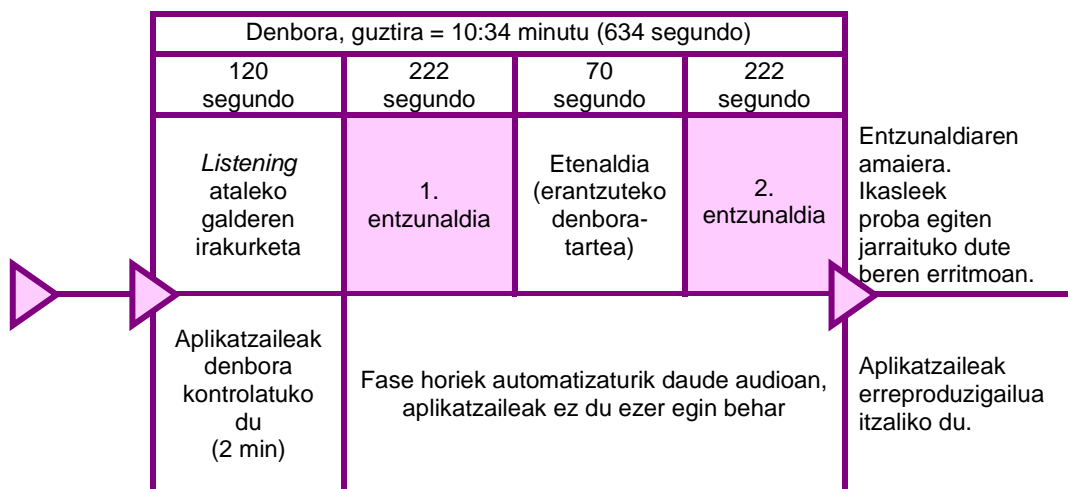 Denbora, guztira = 10:34 minutu (634 segundo)
120
segundo
222
segundo
70
segundo
222
segundo
Listening
ataleko
galderen
irakurketa
1.
entzunaldia
Etenaldia
(erantzuteko
denbora-
tartea)
2.
entzunaldia
Entzunaldiaren
amaiera.
Ikasleek
proba egiten
jarraituko dute
beren erritmoan.
Aplikatzaileak
denbora
kontrolatuko
du
(2 min)
Fase horiek automatizaturik daude audioan,
aplikatzaileak ez du ezer egin behar
Aplikatzaileak
erreproduzigailua
itzaliko du.